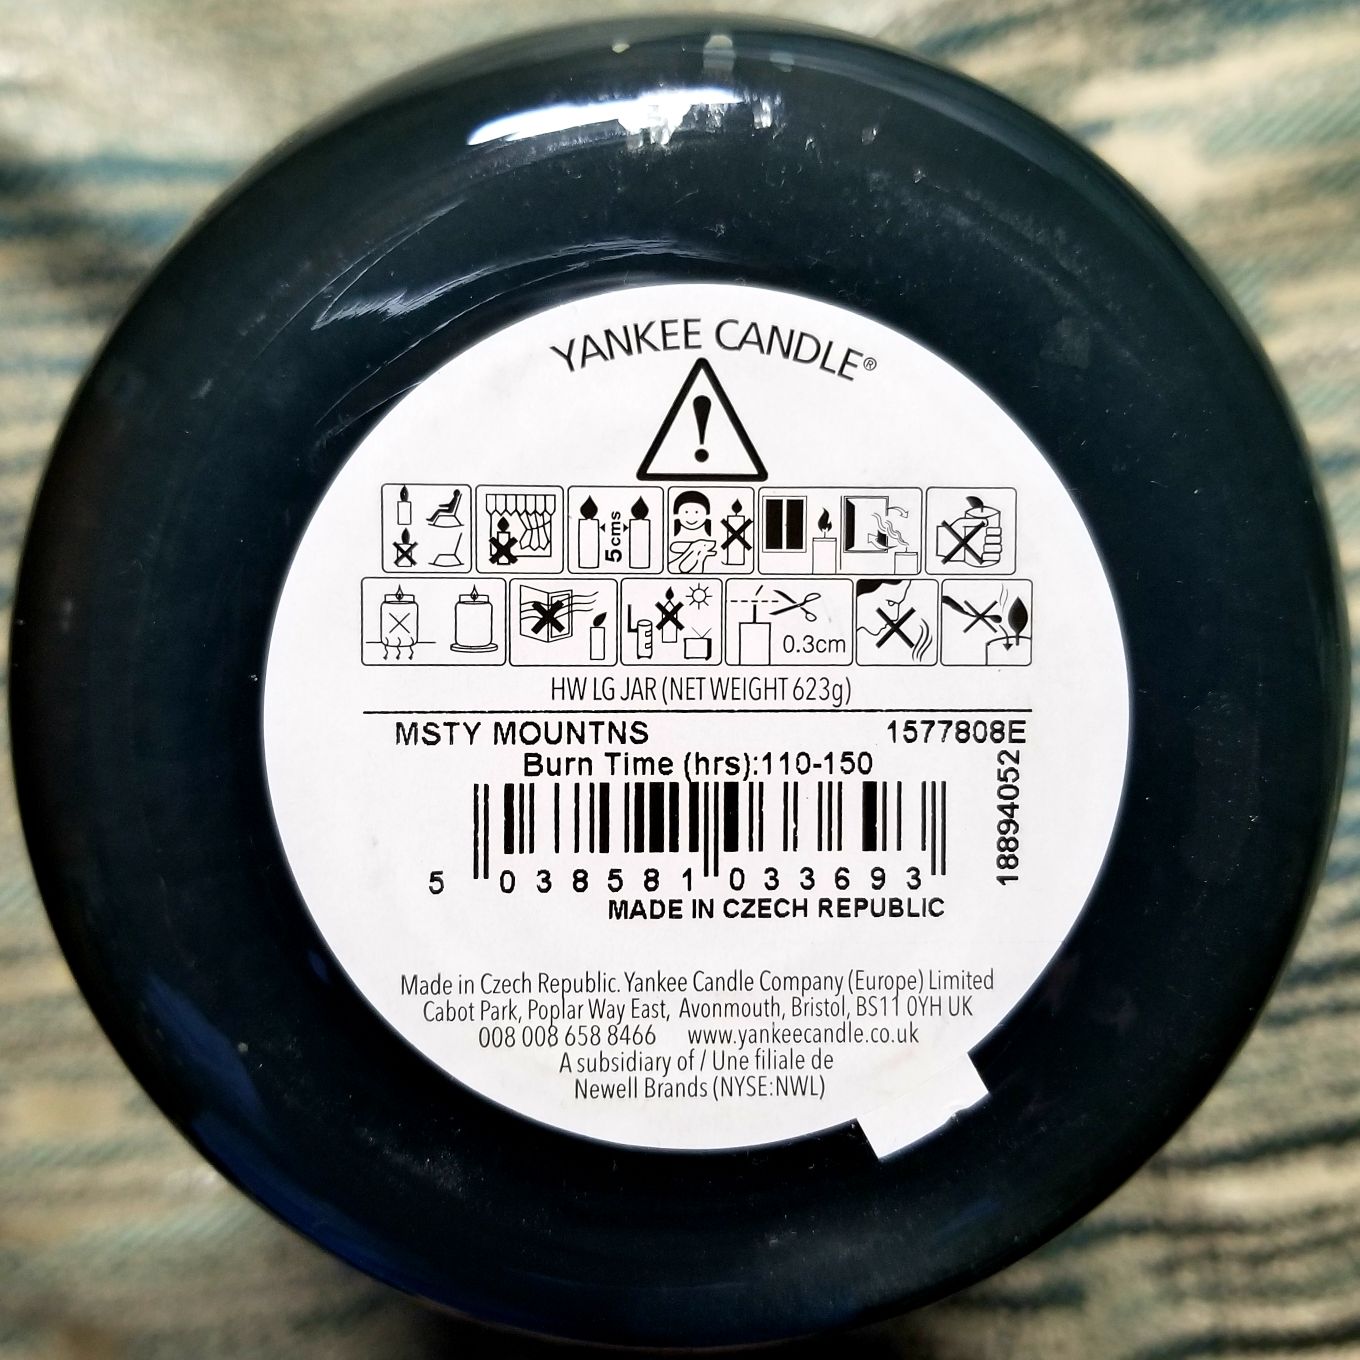 YANKEE CANDLE®
!
5cms
0.3cm
HW LG JAR (NET WEIGHT 623g)
MSTY MOUNTNS 1577808E
Burn Time (hrs):110-150
18894052
5 038581 033693
MADE IN CZECH REPUBLIC
Made in Czech Republic. Yankee Candle Company (Europe) Limited
Cabot Park, Poplar Way East, Avonmouth, Bristol, BS11 0YH UK
008 008 658 8466 www.yankeecandle.co.uk
A subsidiary of / Une filiale de
Newell Brands (NYSE:NWL)